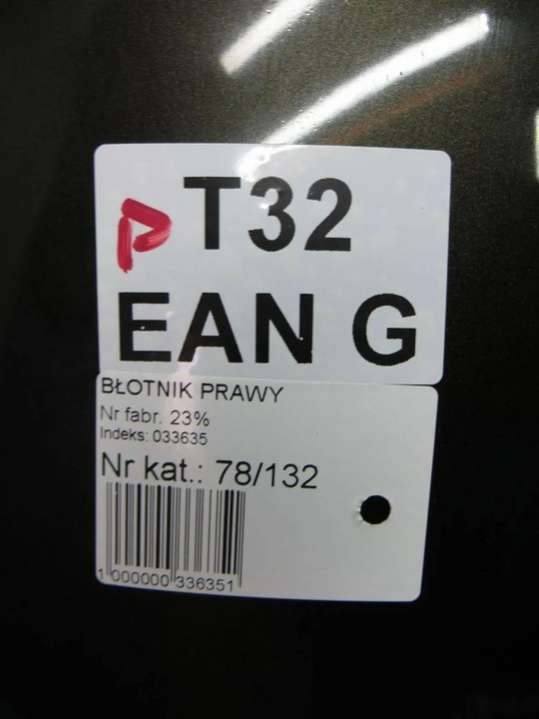 P T32
EAN G
BŁOTNIK PRAWY
Nr fabr. 23%
Indeks: 033635
Nr kat.: 78/132
1 000000 336351